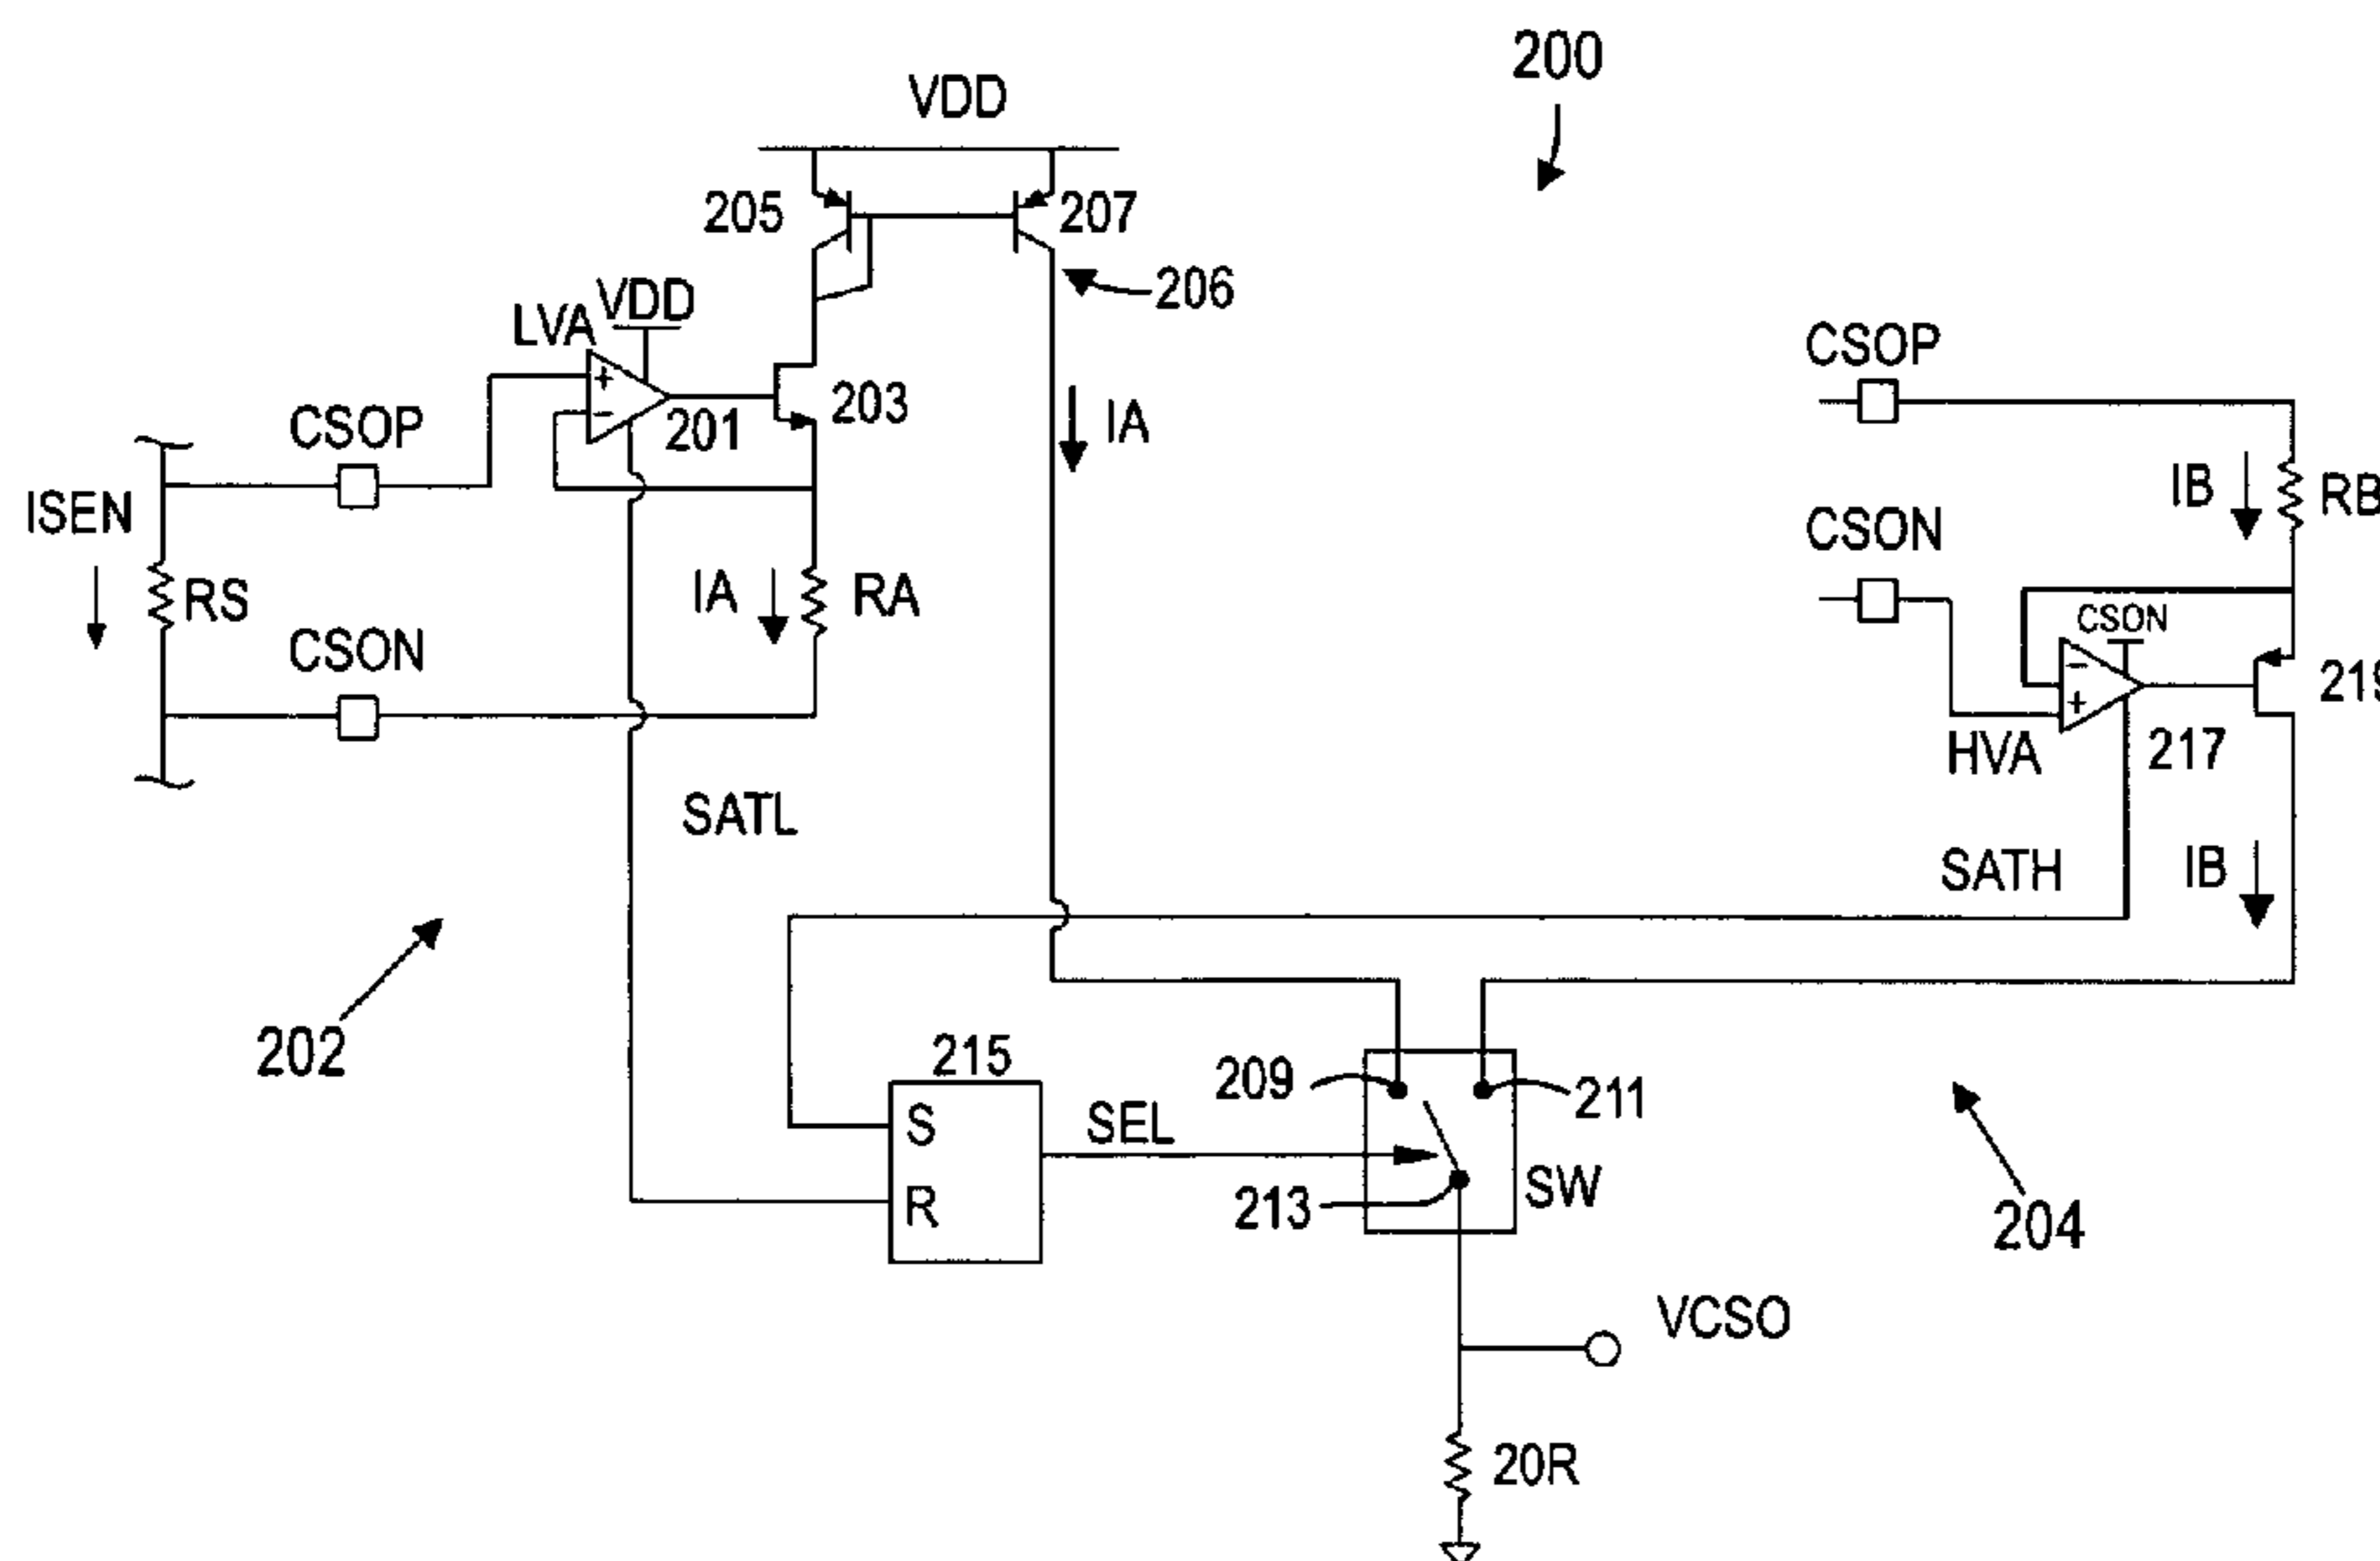 200
VDD
205
207
206
LVA
VDD
+
−
201
203
CSOP
ISEN
RS
IA
CSON
IA
RA
SATL
CSOP
IB
RB
CSON
CSON
−
+
HVA
217
SATH
IB
202
215
S
R
SEL
209
211
213
SW
204
VCSO
20R